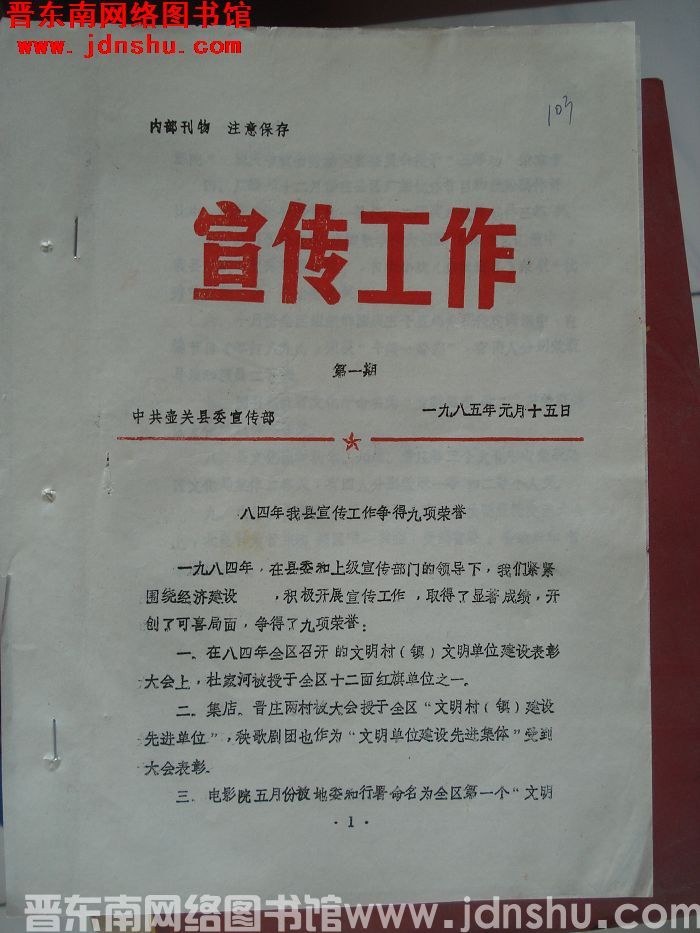 晋东南网络图书馆
www.jdnshu.com
103
内部刊物 注意保存
宣传工作
第一期
中共壶关县委宣传部 一九八五年元月十五日
八四年我县宣传工作争得九项荣誉
一九八四年,在县委和上级宣传部门的领导下,我们紧紧
围绕经济建设 ,积极开展宣传工作,取得了显著成绩,开
创了可喜局面,争得了九项荣誉:
一、在八四年全区召开的文明村(镇)文明单位建设表彰
大会上,杜家河被授于全区十二面红旗单位之一。
二、集店、晋庄两村被大会授于全区“文明村(镇)建设
先进单位”,秧歌剧团也作为“文明单位建设先进集体”受到
大会表彰。
三、电影院五月份被地委和行署命名为全区第一个“文明
·1·
晋东南网络图书馆 www.jdnshu.com